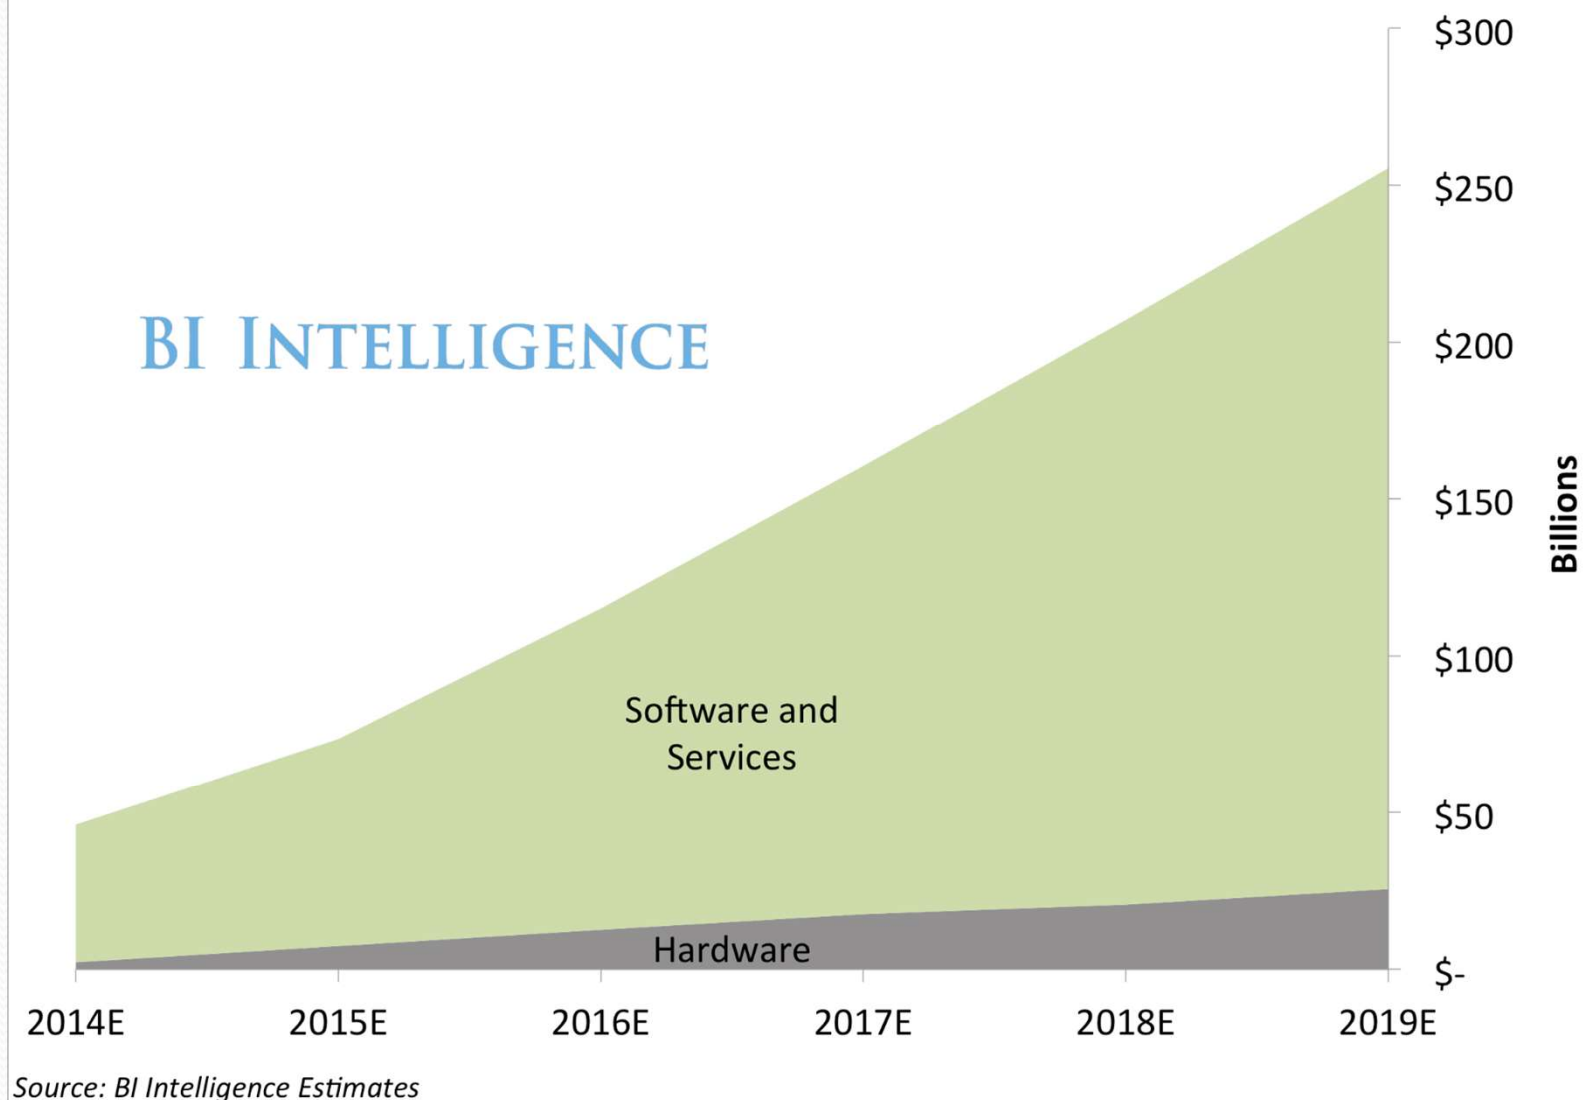 $300
$250
BI INTELLIGENCE
$200
$150
Billions
Software and
Services
$100
$50
Hardware
$-
2014E 2015E 2016E 2017E 2018E 2019E
Source: BI Intelligence Estimates